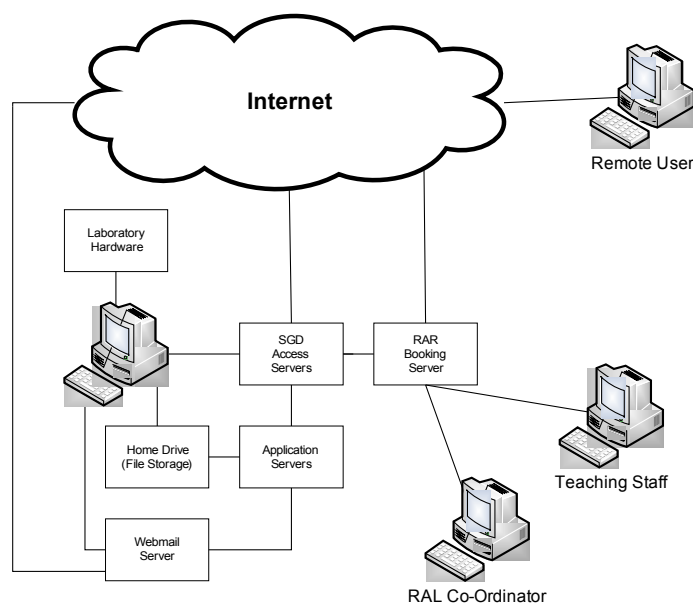 Internet
Remote User
Laboratory
Hardware
SGD
Access
Servers
RAR
Booking
Server
Home Drive
(File Storage)
Application
Servers
Teaching Staff
Webmail
Server
RAL Co-Ordinator